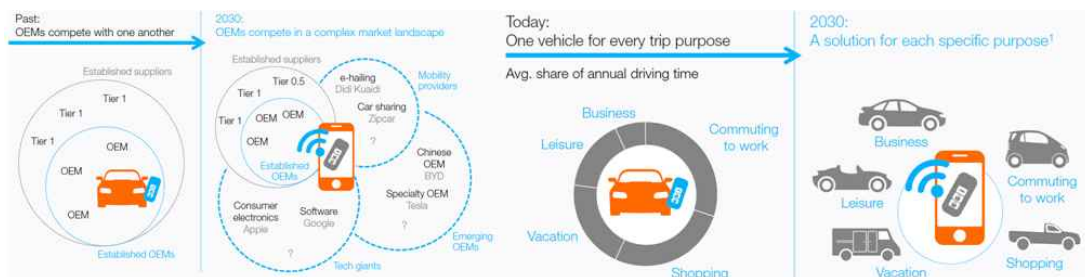 Past:
OEMs compete with one another
Established suppliers
Tier 1
Tier 1
Tier 1
OEM
OEM
OEM
Established OEMs
2030:
OEMs compete in a complex market landscape
Established suppliers
Tier 0.5
Tier 1
Tier 1
OEM
OEM
OEM
Established
OEMs
e-hailing
Didi Kuaidi
Car sharing
Zipcar
?
Mobility
providers
Chinese
OEM
BYD
Specialty OEM
Tesla
?
Emerging
OEMs
Consumer
electronics
Apple
Software
Google
?
Tech giants
Today:
One vehicle for every trip purpose
Avg. share of annual driving time
Business
Leisure
Commuting
to work
Vacation
Shopping
2030:
A solution for each specific purpose¹
Business
Leisure
Commuting
to work
Vacation
Shopping